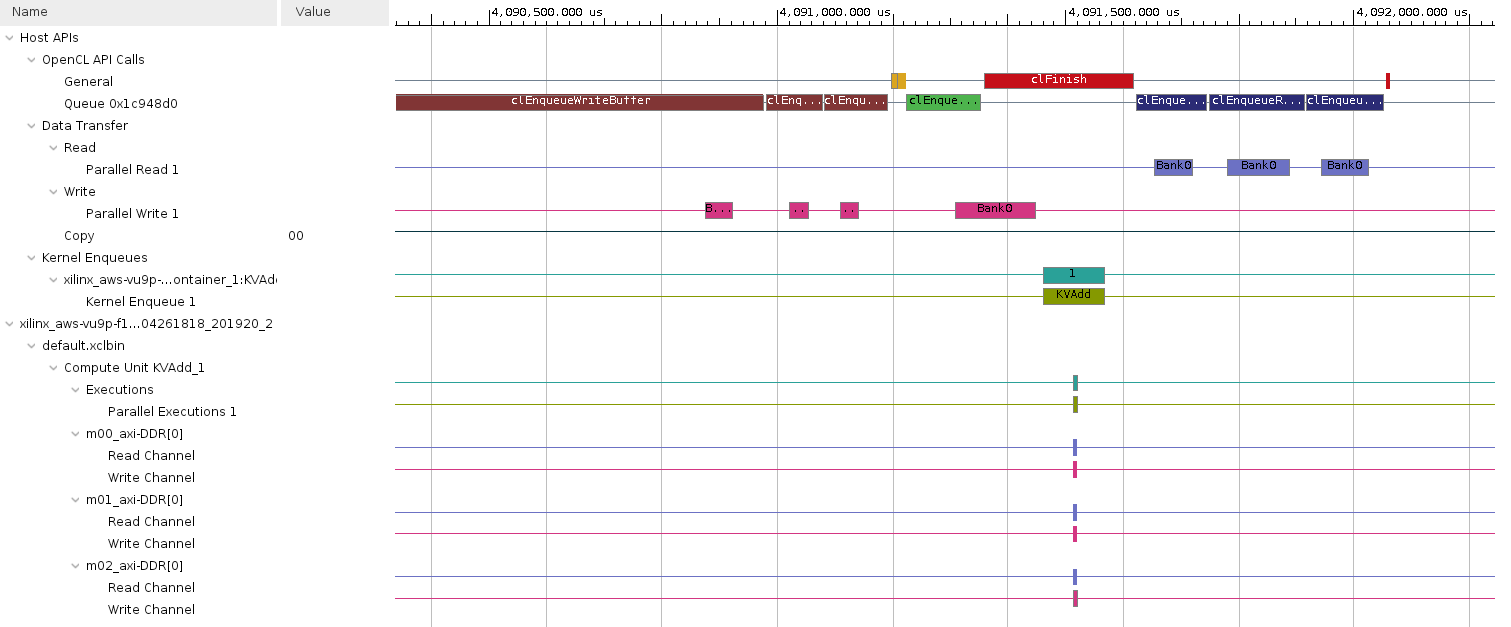 Name Value 4,090,500.000 us 4,091,000.000 us 4,091,500.000 us 4,092,000.000 us
Host APIs
OpenCL API Calls
General clFinish
Queue 0x1c948d0 clEnqueueWriteBuffer clEnq... clEnqu... clEnque... clEnque... clEnqueueR... clEnqueu...
Data Transfer
Read
Parallel Read 1 Bank0 Bank0 Bank0
Write
Parallel Write 1 B... .. .. Bank0
Copy 00
Kernel Enqueues
xilinx_aws-vu9p-...ontainer_1:KVAd 1
Kernel Enqueue 1 KVAdd
xilinx_aws-vu9p-f1...04261818_201920_2
default.xclbin
Compute Unit KVAdd_1
Executions
Parallel Executions 1
m00_axi-DDR[0]
Read Channel
Write Channel
m01_axi-DDR[0]
Read Channel
Write Channel
m02_axi-DDR[0]
Read Channel
Write Channel